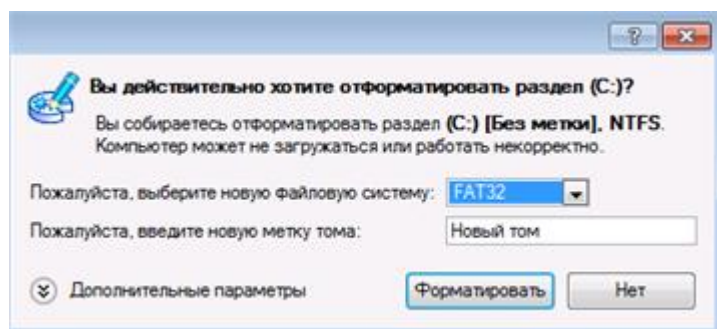 Вы действительно хотите отформатировать раздел (C:)?
Вы собираетесь отформатировать раздел (C:) [Без метки], NTFS.
Компьютер может не загружаться или работать некорректно.
Пожалуйста, выберите новую файловую систему: FAT32
Пожалуйста, введите новую метку тома: Новый том
Дополнительные параметры Форматировать Нет